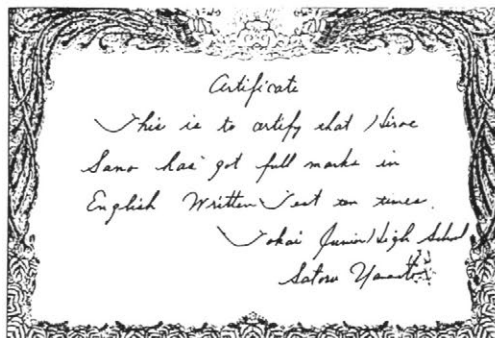 Certificate
This is to certify that Hiroe
Sano has got full marks in
English Written Test ten times.
Tokai Junior High School
Satoru